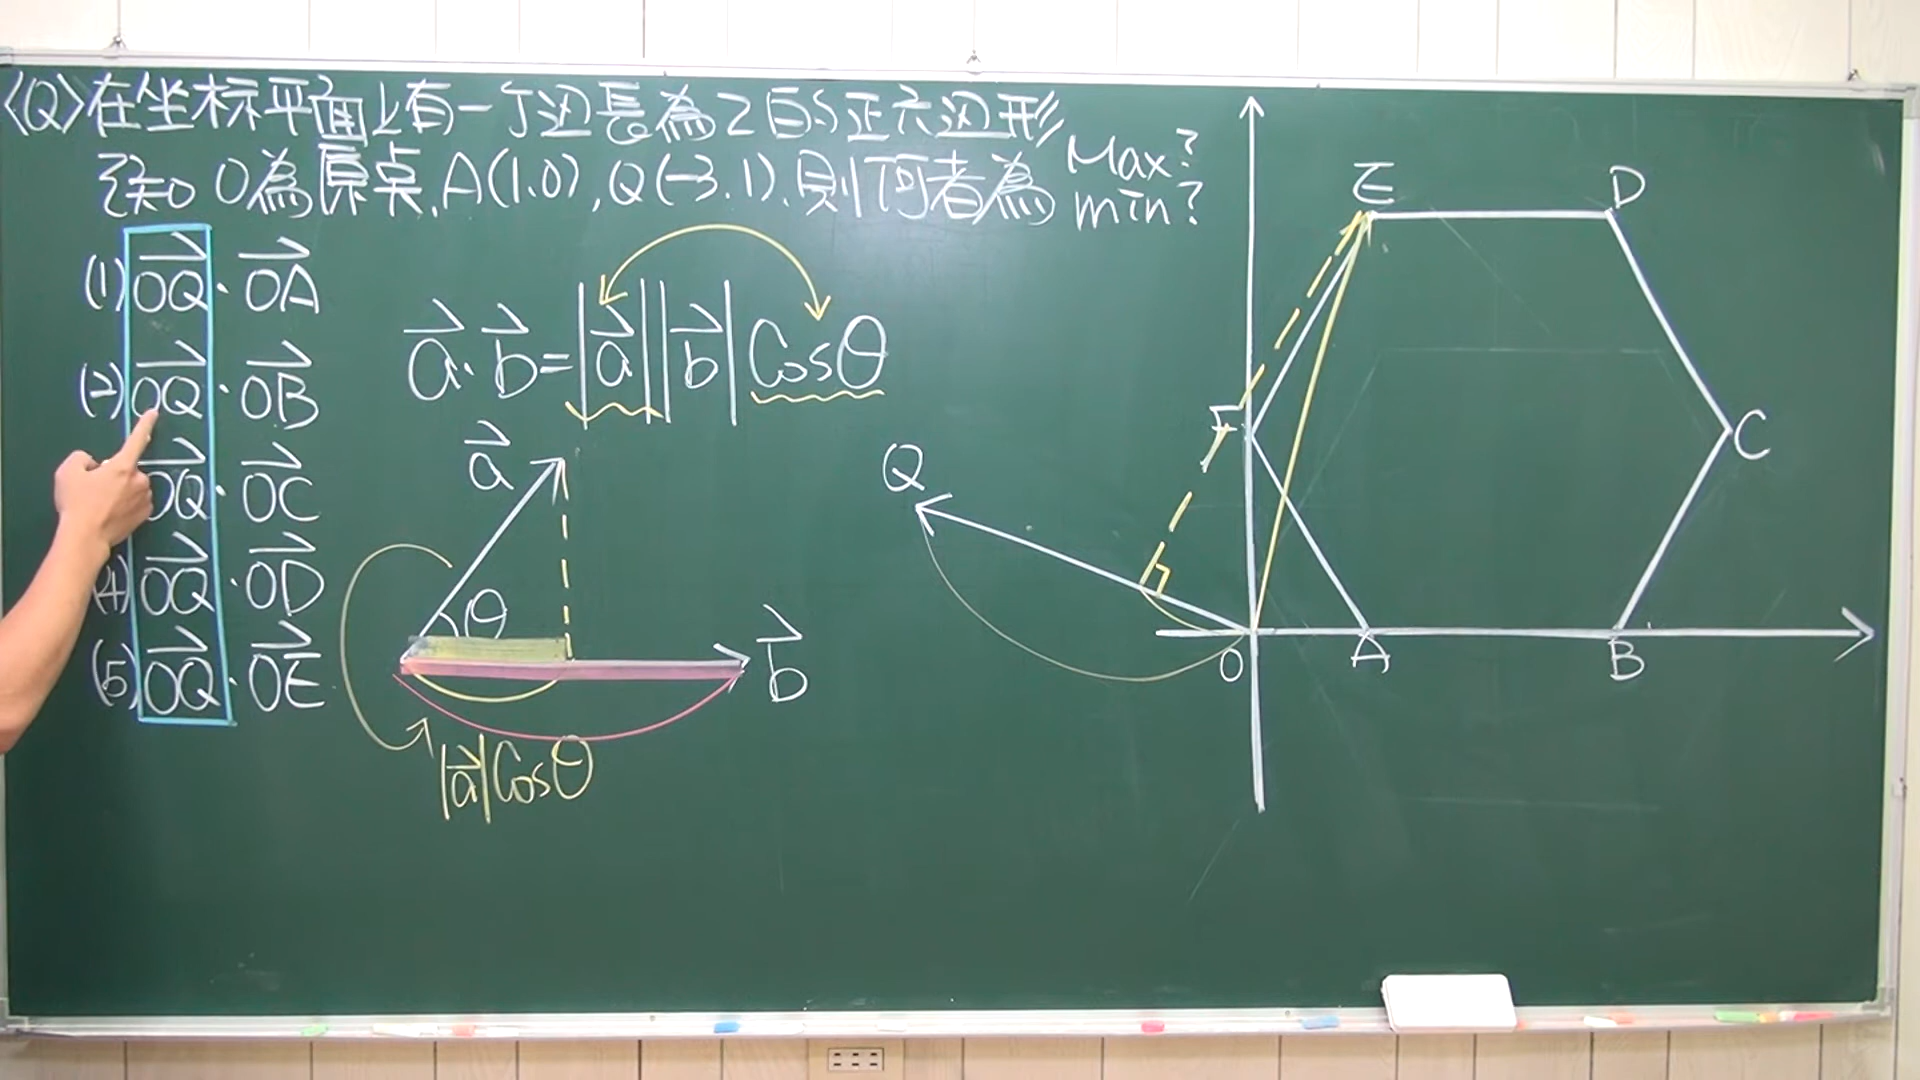 〈Q〉在坐标平面上有一个边長為2的正六边形
已知O為原点,A(1.0),Q(-3.1).則何者為 Max?
min?
(1) OQ · OA
(2) OQ · OB
OQ · OC
(4) OQ · OD
(5) OQ · OE
a · b = |a||b| Cosθ
a
θ
b
|a|Cosθ
E
D
F
C
Q
O
A
B